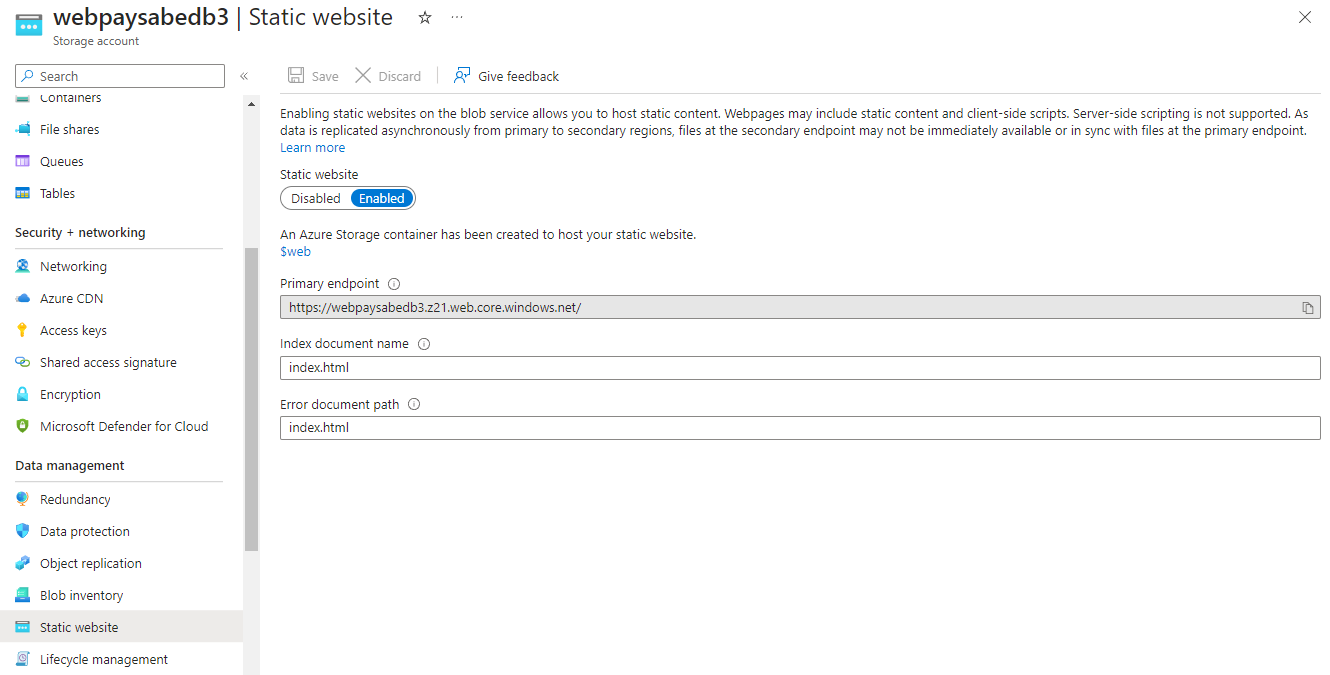 webpaysabedb3 | Static website
Storage account
Search
Containers
File shares
Queues
Tables
Security + networking
Networking
Azure CDN
Access keys
Shared access signature
Encryption
Microsoft Defender for Cloud
Data management
Redundancy
Data protection
Object replication
Blob inventory
Static website
Lifecycle management
Save Discard Give feedback
Enabling static websites on the blob service allows you to host static content. Webpages may include static content and client-side scripts. Server-side scripting is not supported. As
data is replicated asynchronously from primary to secondary regions, files at the secondary endpoint may not be immediately available or in sync with files at the primary endpoint.
Learn more
Static website
Disabled Enabled
An Azure Storage container has been created to host your static website.
$web
Primary endpoint
https://webpaysabedb3.z21.web.core.windows.net/
Index document name
index.html
Error document path
index.html